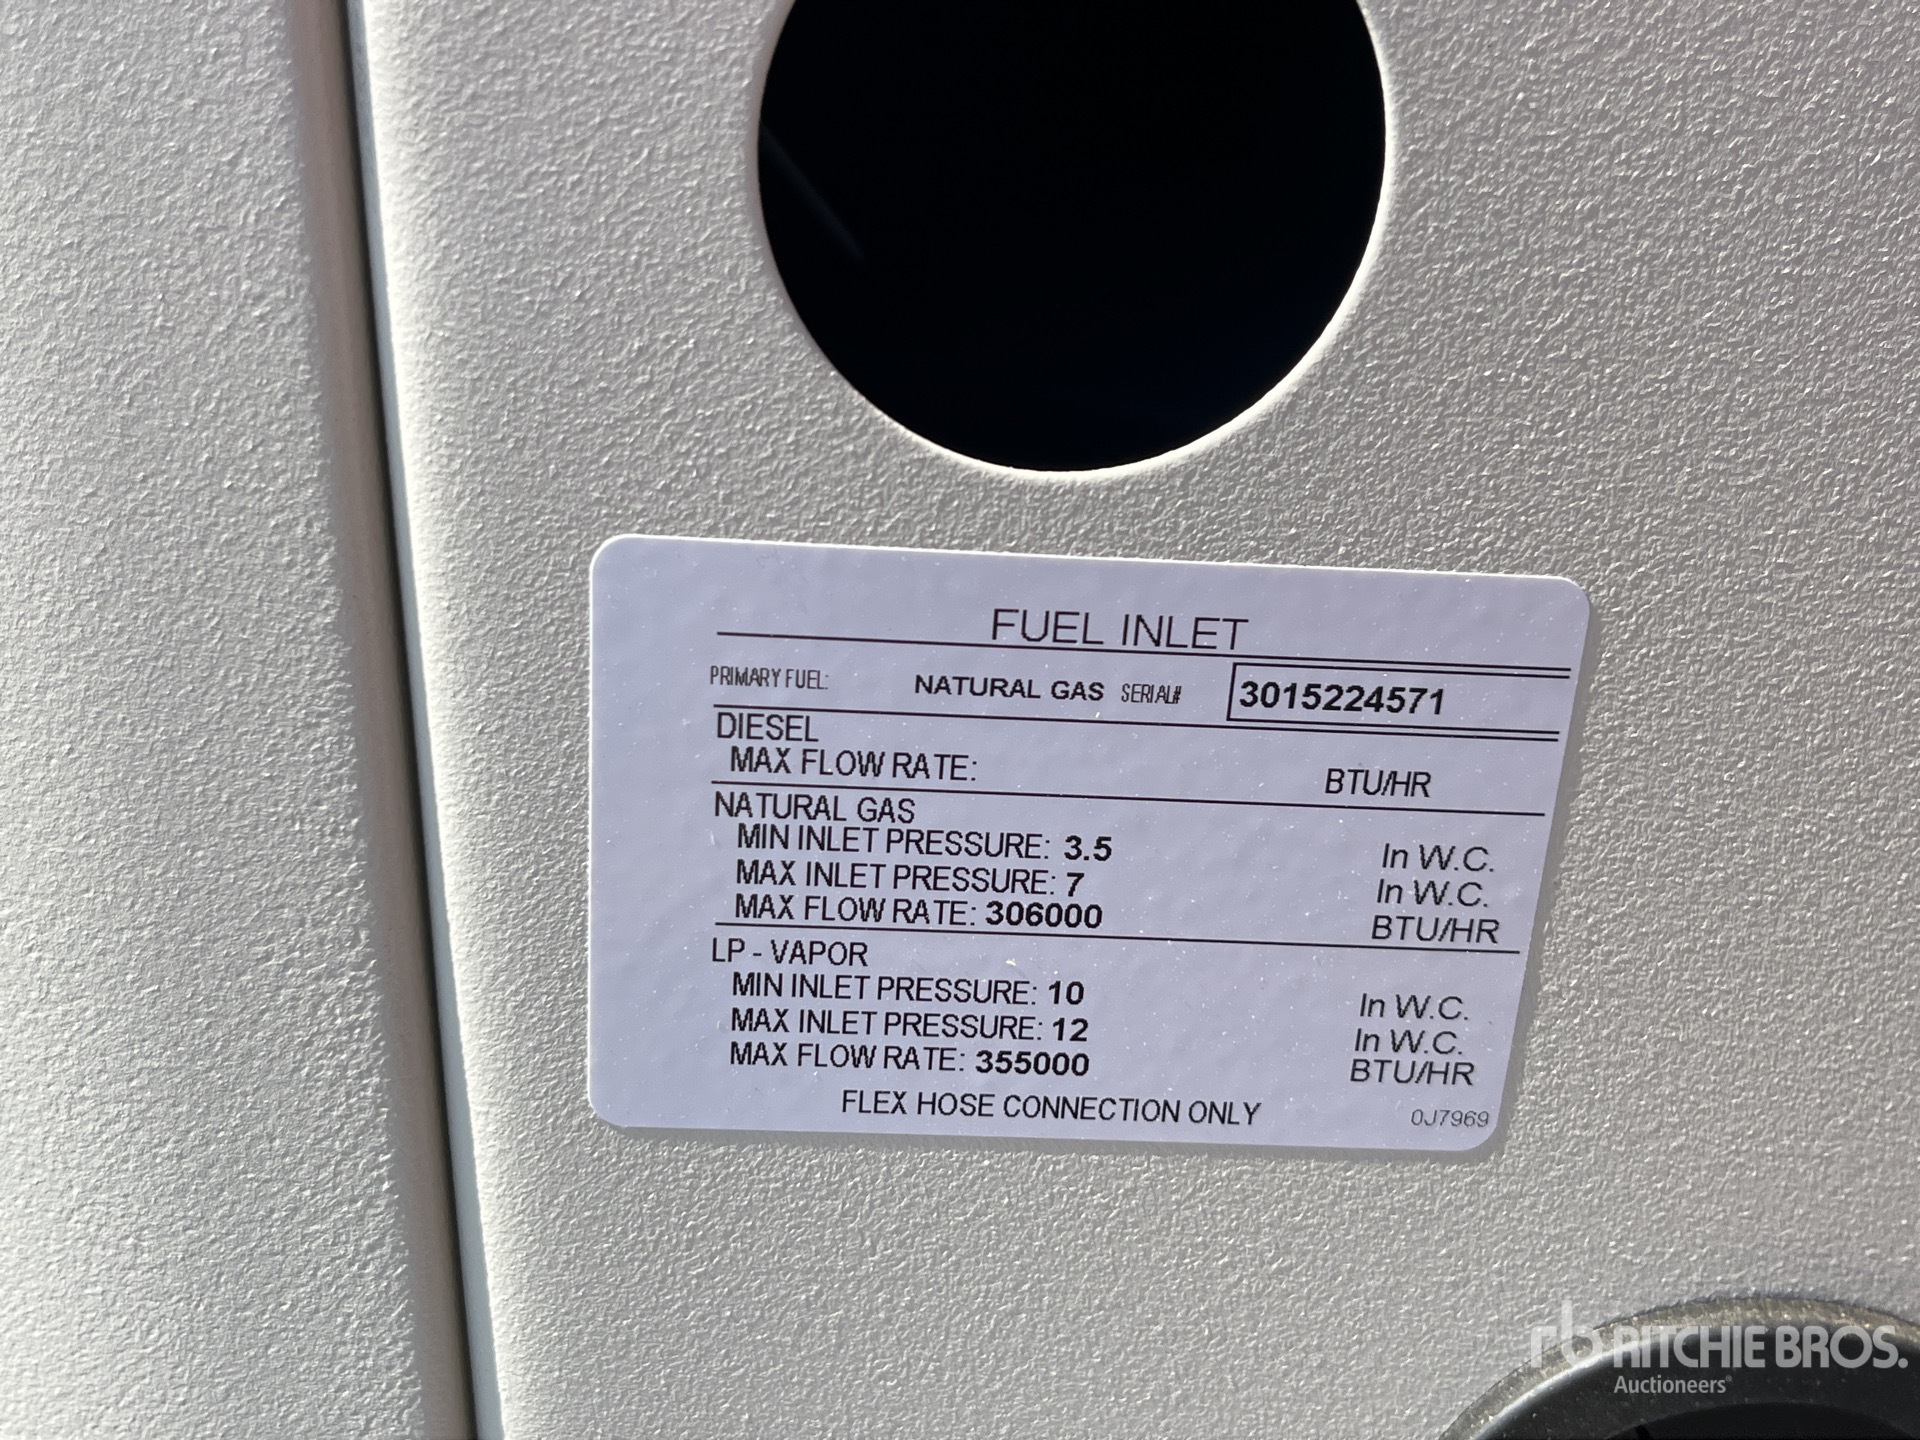 FUEL INLET
PRIMARY FUEL: NATURAL GAS SERIAL# 3015224571
DIESEL
MAX FLOW RATE: BTU/HR
NATURAL GAS
MIN INLET PRESSURE: 3.5 In W.C.
MAX INLET PRESSURE: 7 In W.C.
MAX FLOW RATE: 306000 BTU/HR
LP - VAPOR
MIN INLET PRESSURE: 10 In W.C.
MAX INLET PRESSURE: 12 In W.C.
MAX FLOW RATE: 355000 BTU/HR
FLEX HOSE CONNECTION ONLY 0J7969
rb RITCHIE BROS.
Auctioneers